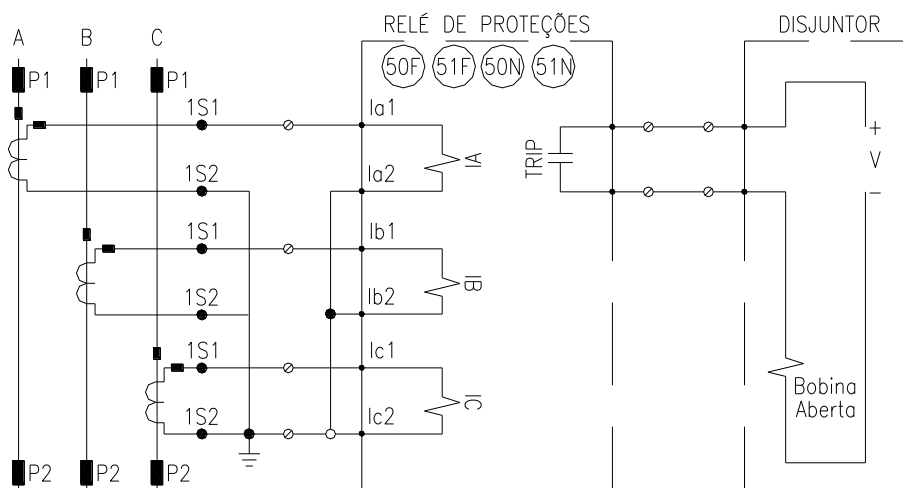 RELÉ DE PROTEÇÕES
DISJUNTOR
A B C
50F 51F 50N 51N
P1 P1 P1
1S1 Ia1
TRIP
IA
+
V
-
1S2 Ia2
1S1 Ib1
IB
1S2 Ib2
1S1 Ic1
IC
Bobina
Aberta
1S2 Ic2
P2 P2 P2